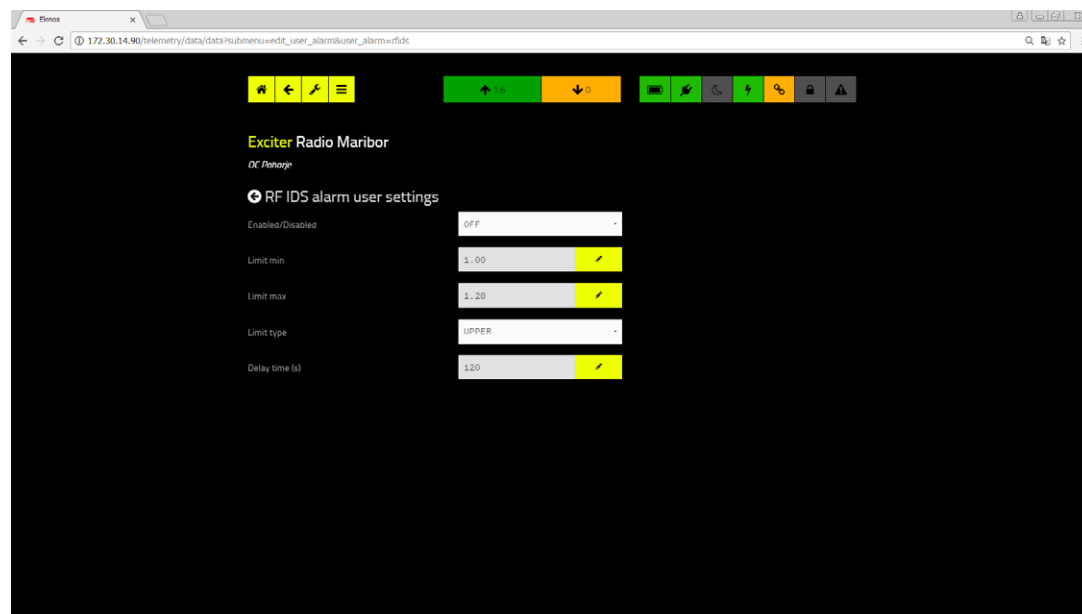 Elenos
172.30.14.90/telemetry/data/data?submenu=edit_user_alarm&user_alarm=rfids
1.6
0
Exciter Radio Maribor
OC Pohorje
RF IDS alarm user settings
Enabled/Disabled
OFF
Limit min
1.00
Limit max
1.20
Limit type
UPPER
Delay time (s)
120